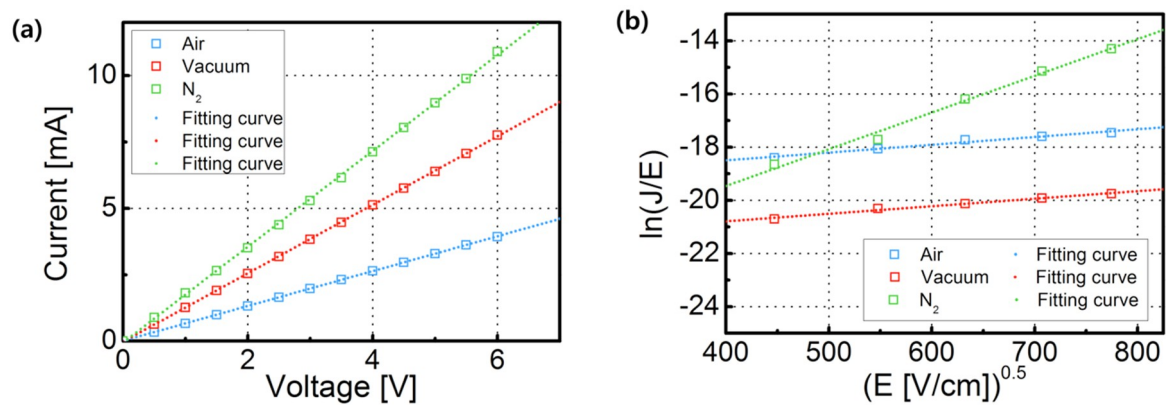 (a)
Air
Vacuum
N₂
Fitting curve
Fitting curve
Fitting curve
Current [mA]
10
5
0
0
2
4
6
Voltage [V]
(b)
ln(J/E)
-14
-16
-18
-20
-22
-24
Air
Fitting curve
Vacuum
Fitting curve
N₂
Fitting curve
400
500
600
700
800
(E [V/cm])^0.5